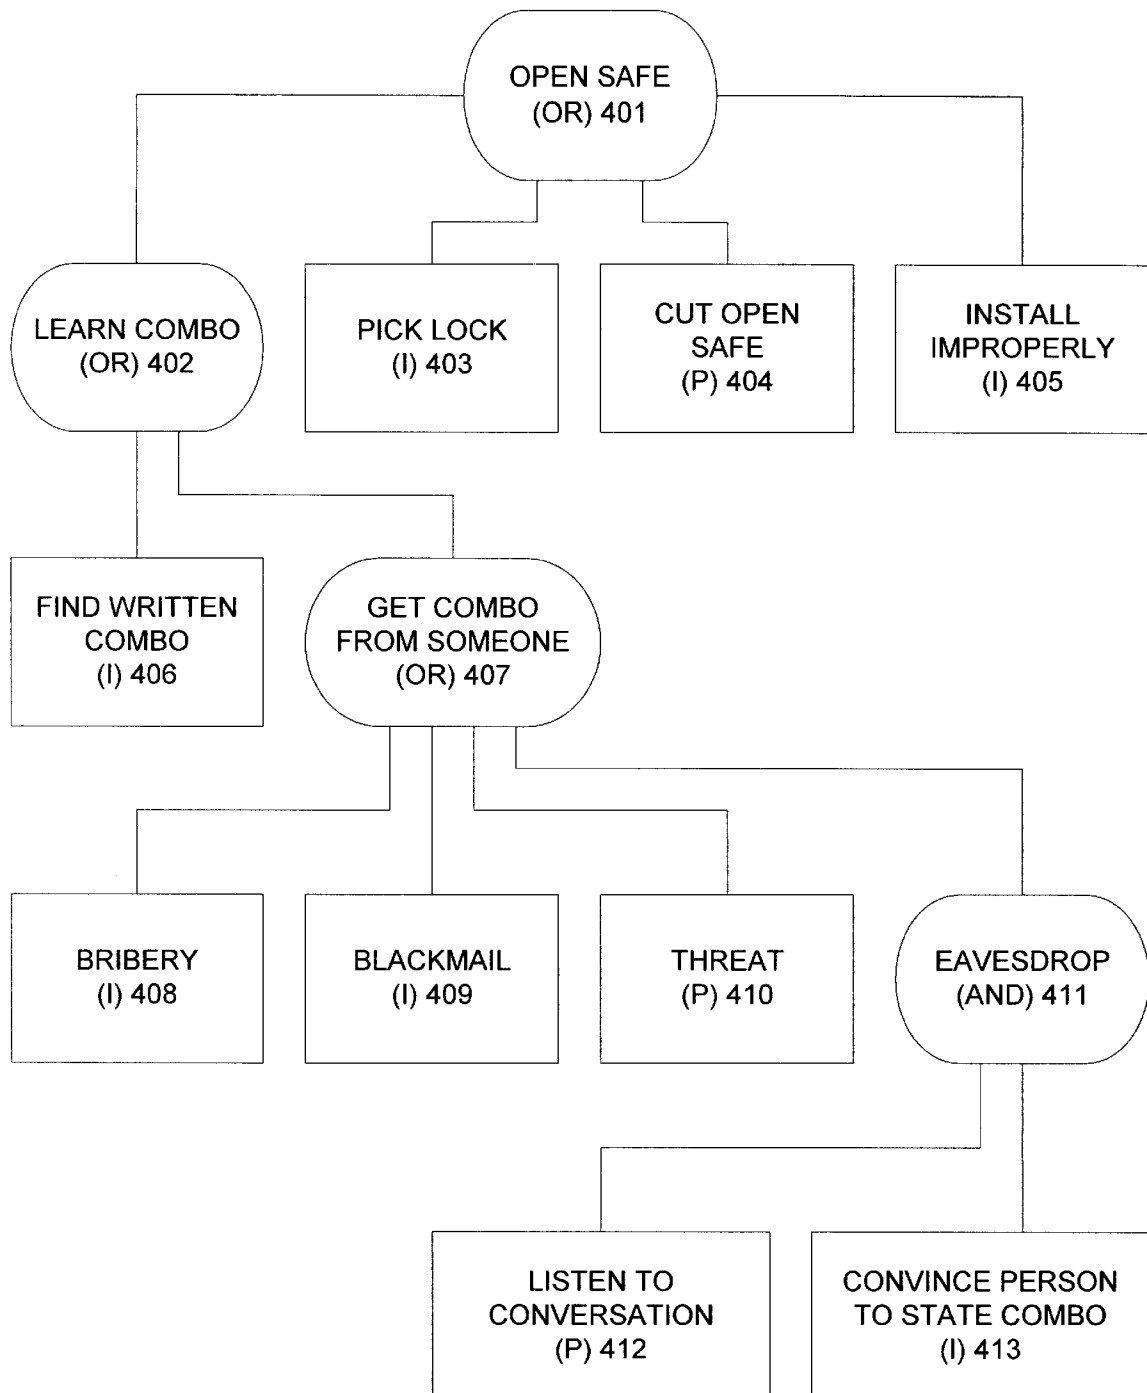 OPEN SAFE
(OR) 401
LEARN COMBO
(OR) 402
PICK LOCK
(I) 403
CUT OPEN
SAFE
(P) 404
INSTALL
IMPROPERLY
(I) 405
FIND WRITTEN
COMBO
(I) 406
GET COMBO
FROM SOMEONE
(OR) 407
BRIBERY
(I) 408
BLACKMAIL
(I) 409
THREAT
(P) 410
EAVESDROP
(AND) 411
LISTEN TO
CONVERSATION
(P) 412
CONVINCE PERSON
TO STATE COMBO
(I) 413